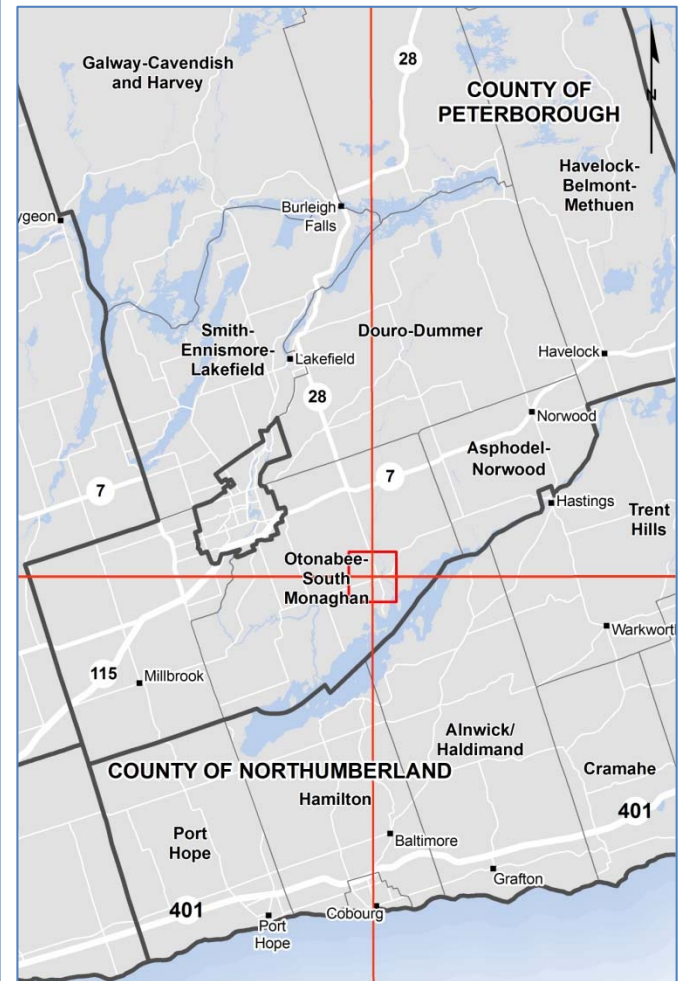 Galway-Cavendish
and Harvey
28
COUNTY OF
PETERBOROUGH
N
Havelock-
Belmont-
Methuen
ygeon
Burleigh
Falls
Smith-
Ennismore-
Lakefield
Douro-Dummer
Lakefield
Havelock
28
Norwood
Asphodel-
Norwood
7
7
Hastings
Trent
Hills
Otonabee-
South
Monaghan
Warkwort
115
Millbrook
Alnwick/
Haldimand
COUNTY OF NORTHUMBERLAND
Cramahe
Hamilton
401
Port
Hope
Baltimore
Grafton
401
Cobourg
Port
Hope